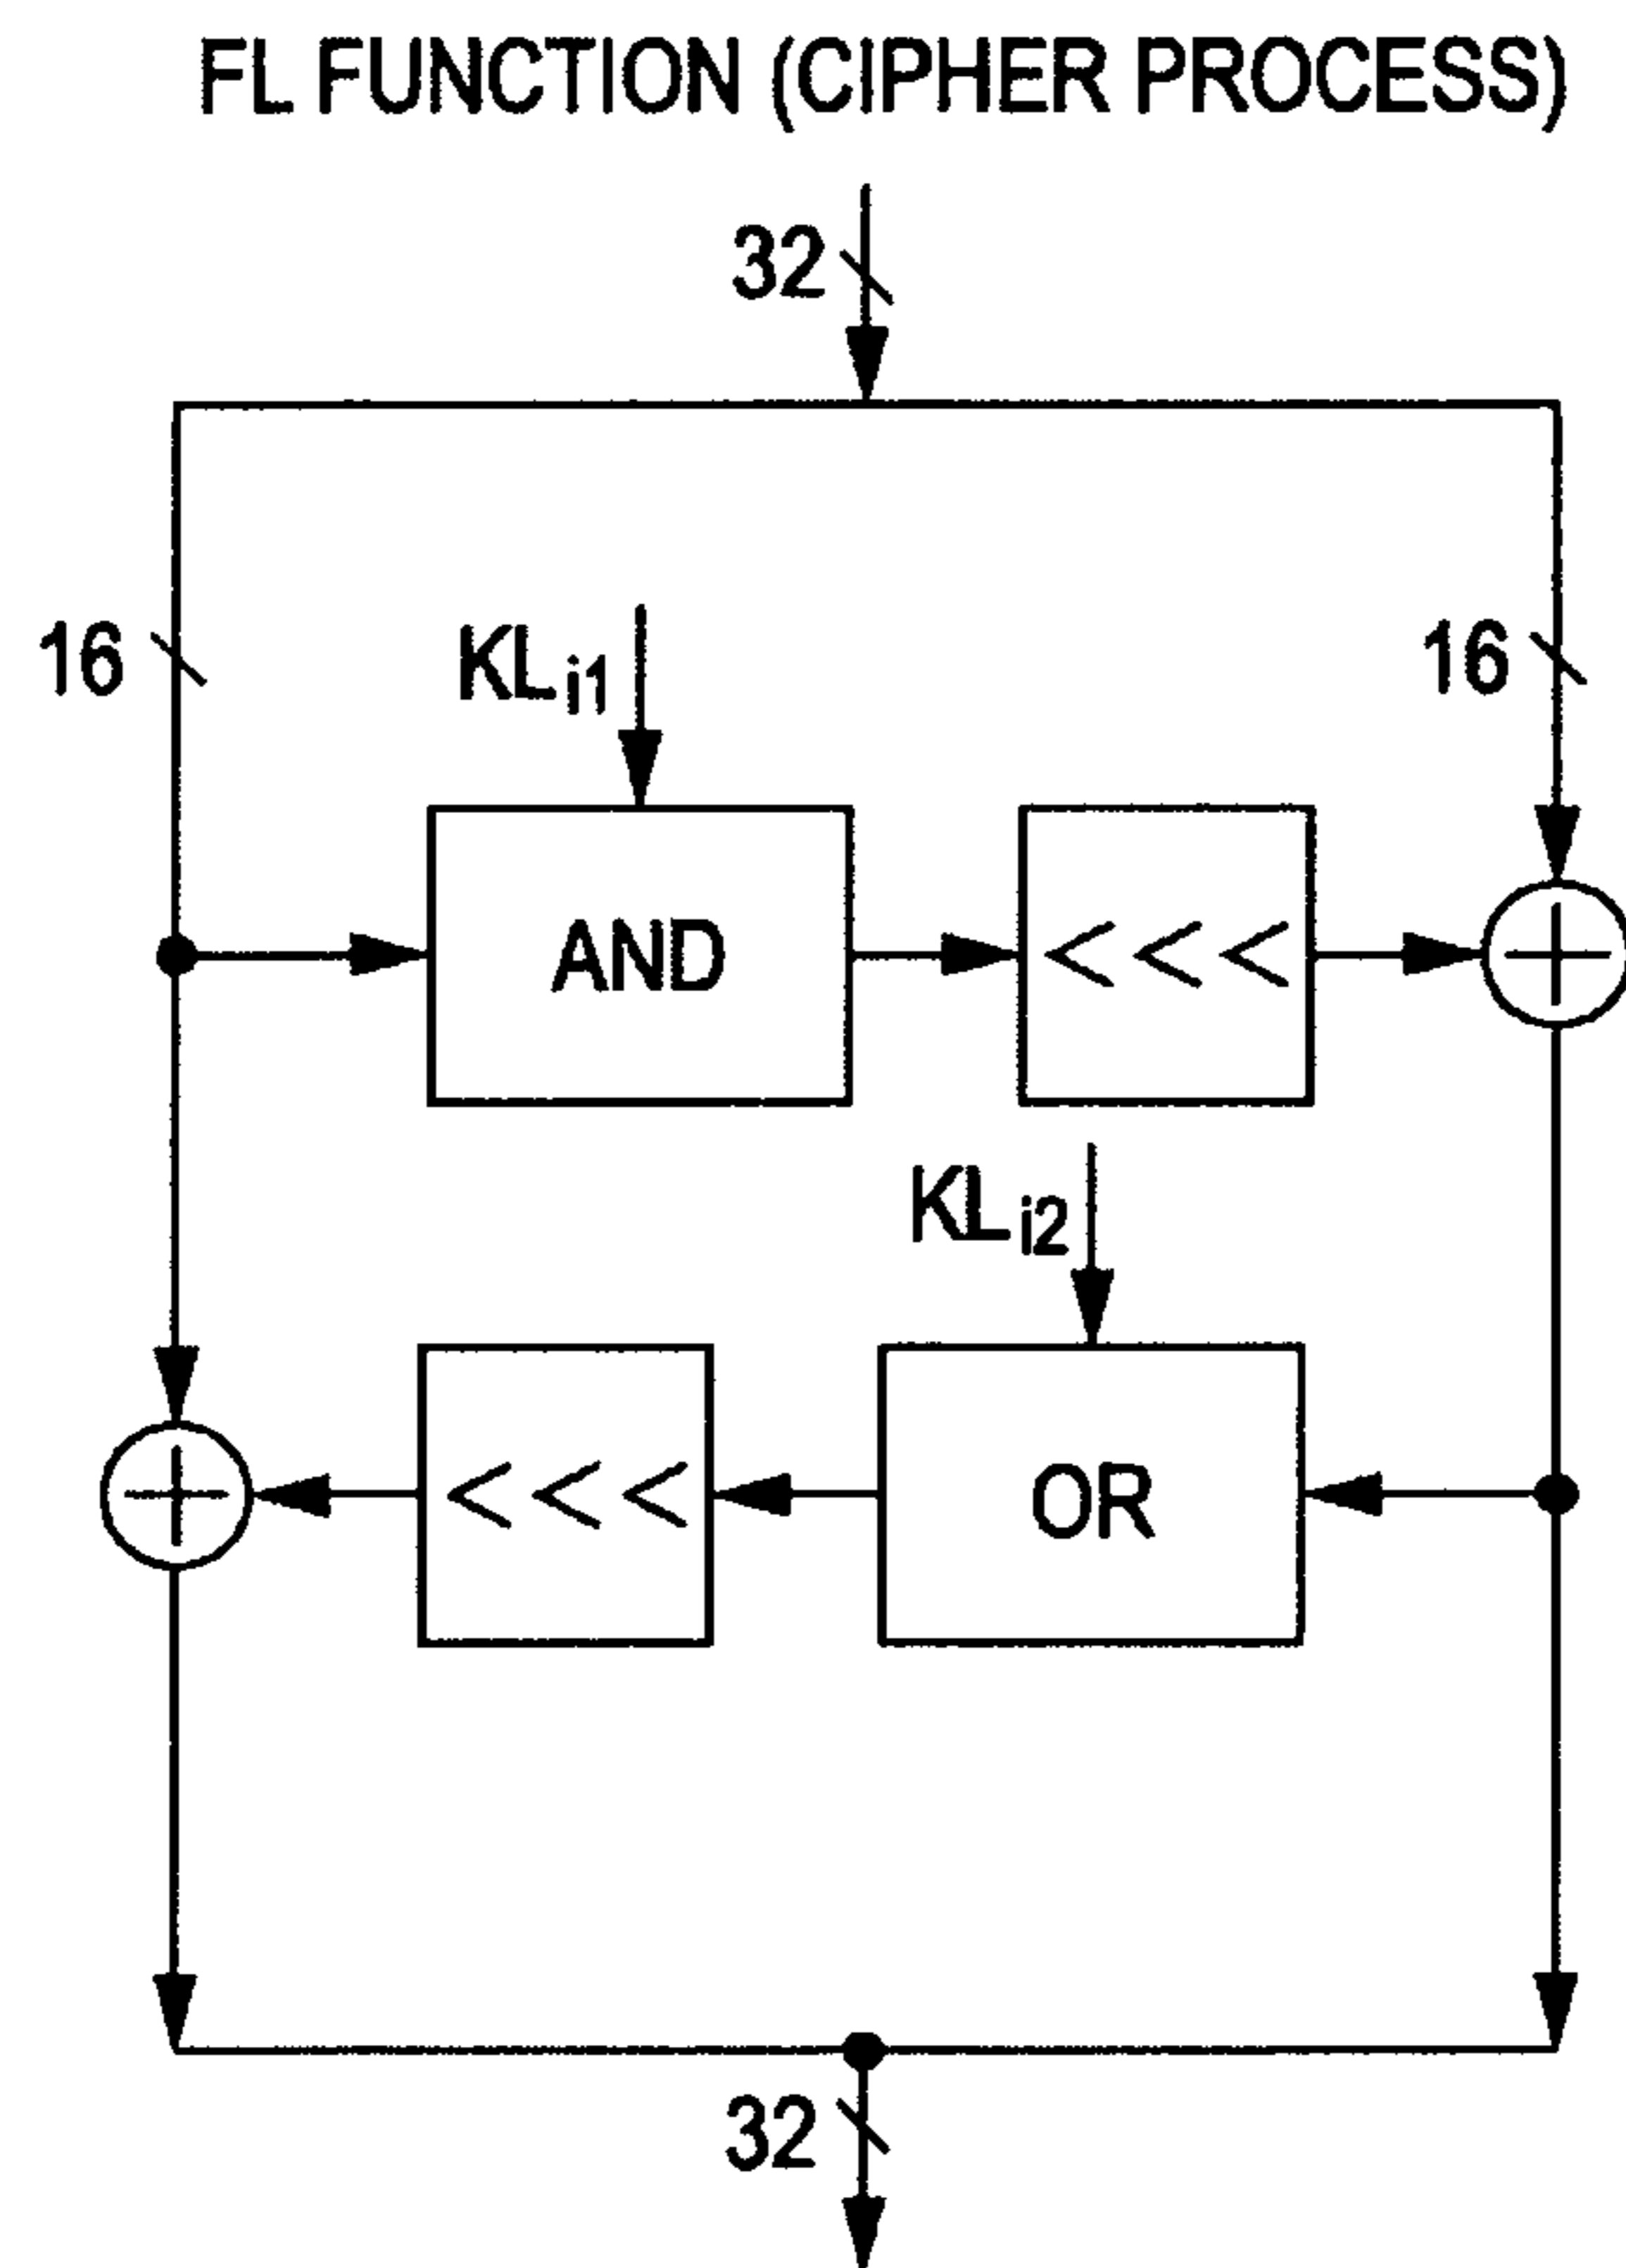 FL FUNCTION (CIPHER PROCESS)
32
16
KLi1
16
AND
<<<
KLi2
<<<
OR
32